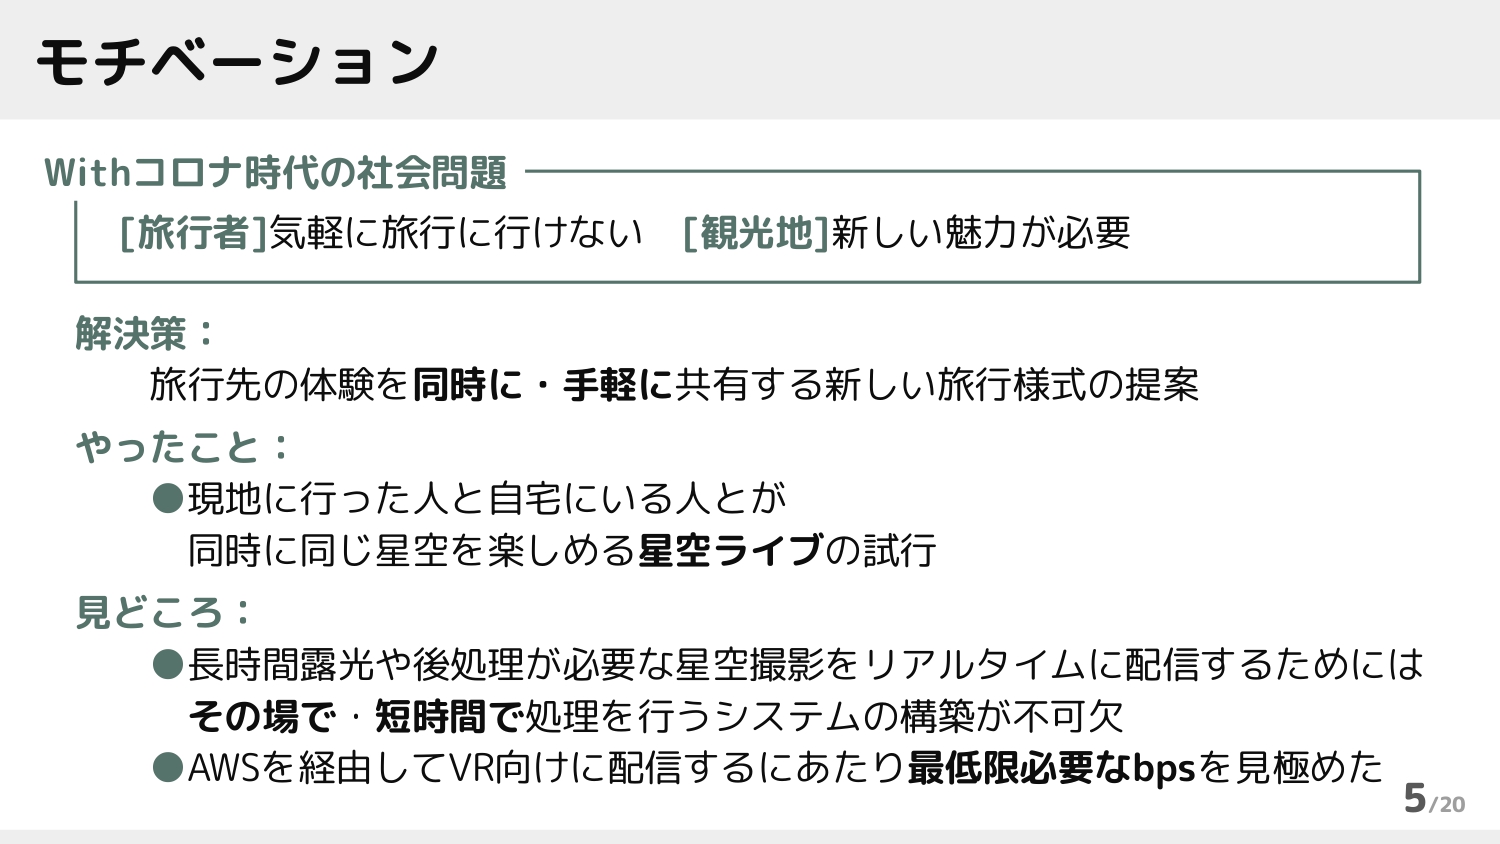 モチベーション
Withコロナ時代の社会問題
[旅行者]気軽に旅行に行けない　[観光地]新しい魅力が必要
解決策：
旅行先の体験を同時に・手軽に共有する新しい旅行様式の提案
やったこと：
●現地に行った人と自宅にいる人とが
同時に同じ星空を楽しめる星空ライブの試行
見どころ：
●長時間露光や後処理が必要な星空撮影をリアルタイムに配信するためには
その場で・短時間で処理を行うシステムの構築が不可欠
●AWSを経由してVR向けに配信するにあたり最低限必要なbpsを見極めた
5/20